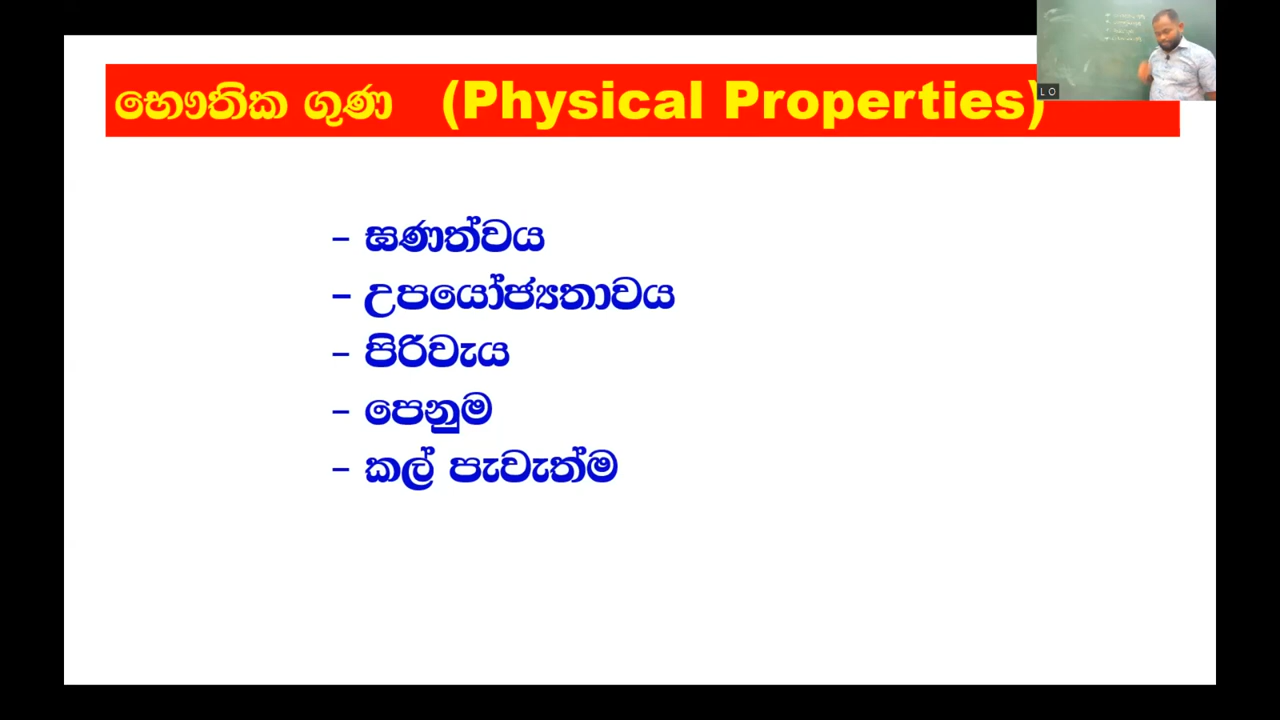 භෞතික ගුණ (Physical Properties)
L O
– ඝණත්වය
– උපයෝජ්‍යතාවය
– පිරිවැය
– පෙනුම
– කල් පැවැත්ම